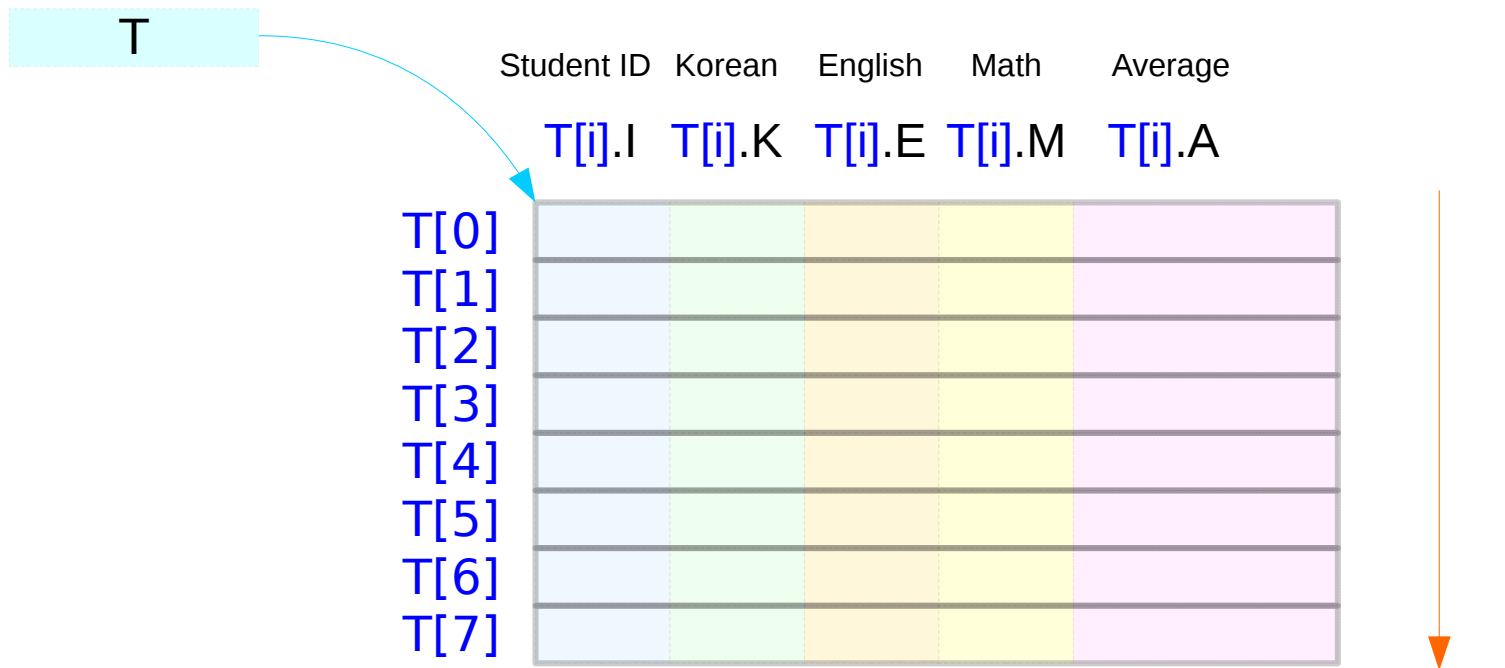 T
Student ID Korean English Math Average
T[i].I T[i].K T[i].E T[i].M T[i].A
T[0]
T[1]
T[2]
T[3]
T[4]
T[5]
T[6]
T[7]